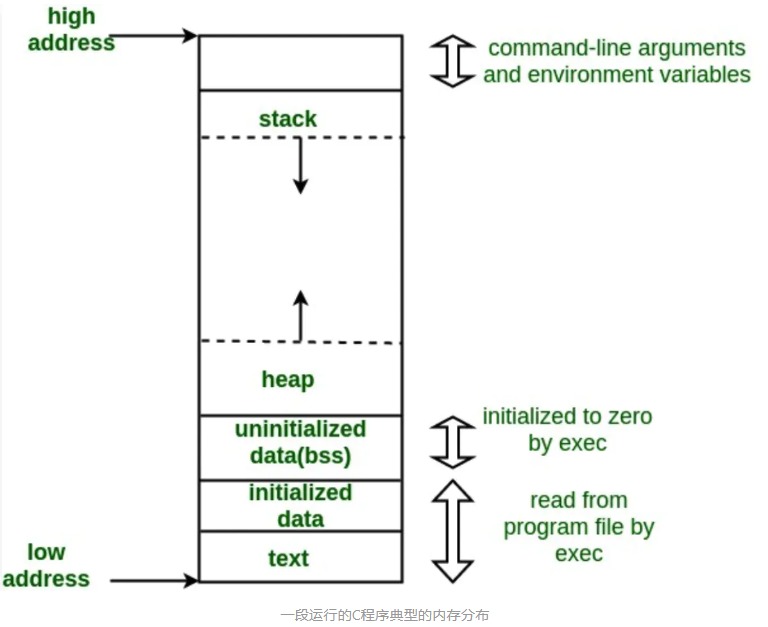 high
address
command-line arguments
and environment variables
stack
heap
uninitialized
data(bss)
initialized to zero
by exec
initialized
data
read from
program file by
exec
text
low
address
一段运行的C程序典型的内存分布